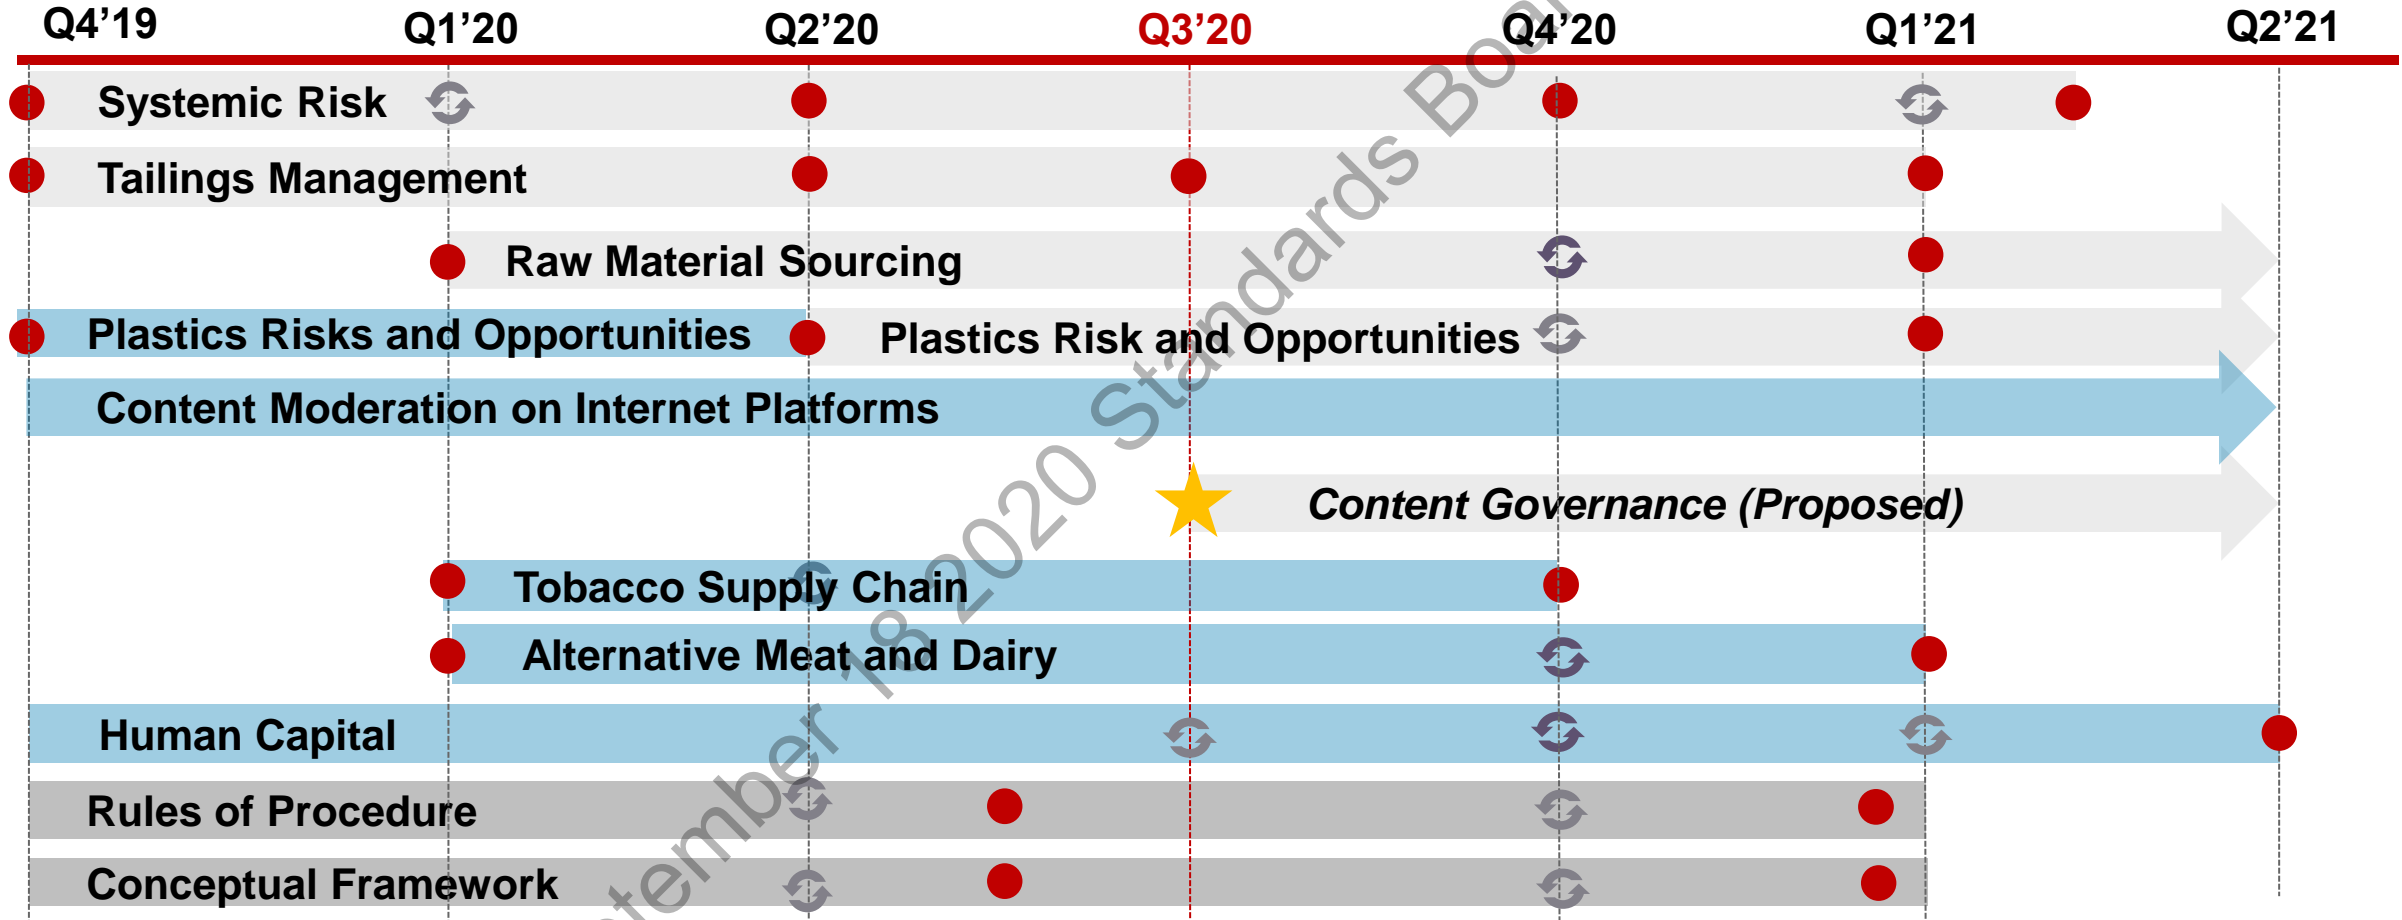 Q4’19 Q1’20 Q2’20 Q3’20 Q4’20 Q1’21 Q2’21
Systemic Risk
Tailings Management
Raw Material Sourcing
Plastics Risks and Opportunities Plastics Risk and Opportunities
Content Moderation on Internet Platforms
Content Governance (Proposed)
Tobacco Supply Chain
Alternative Meat and Dairy
Human Capital
Rules of Procedure
Conceptual Framework
18 2020 Standards